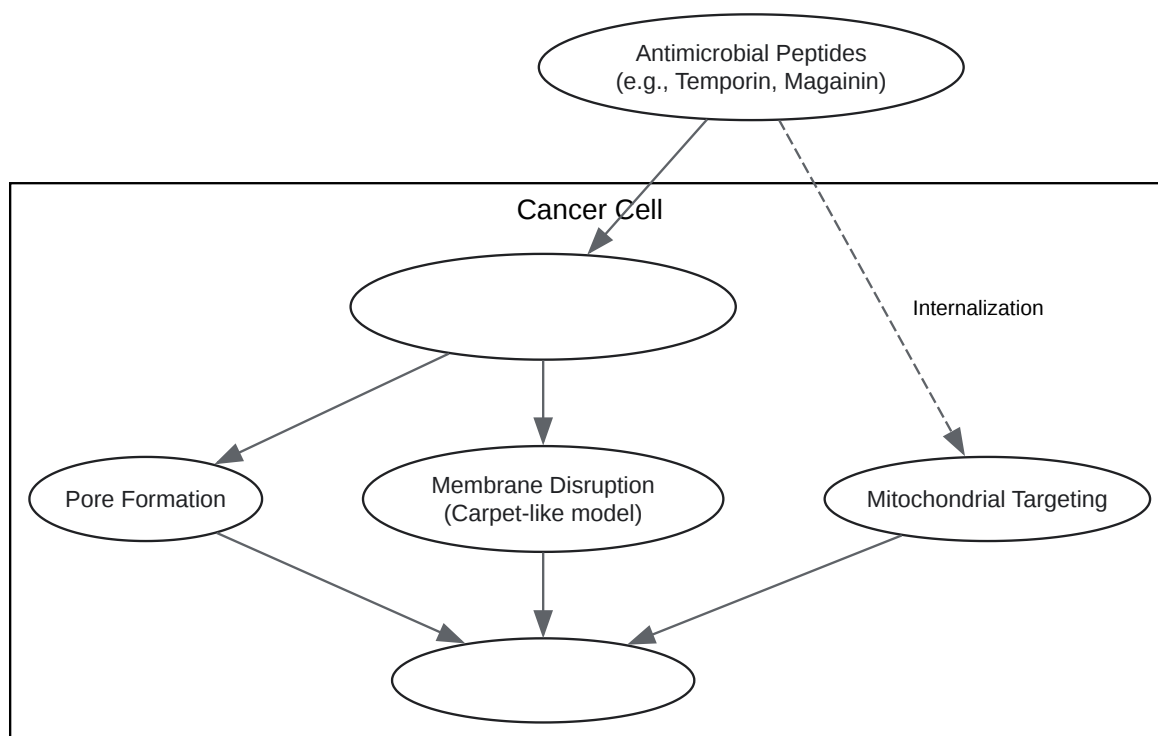 Antimicrobial Peptides
(e.g., Temporin, Magainin)
Cancer Cell
Internalization
Pore Formation
Membrane Disruption
(Carpet-like model)
Mitochondrial Targeting